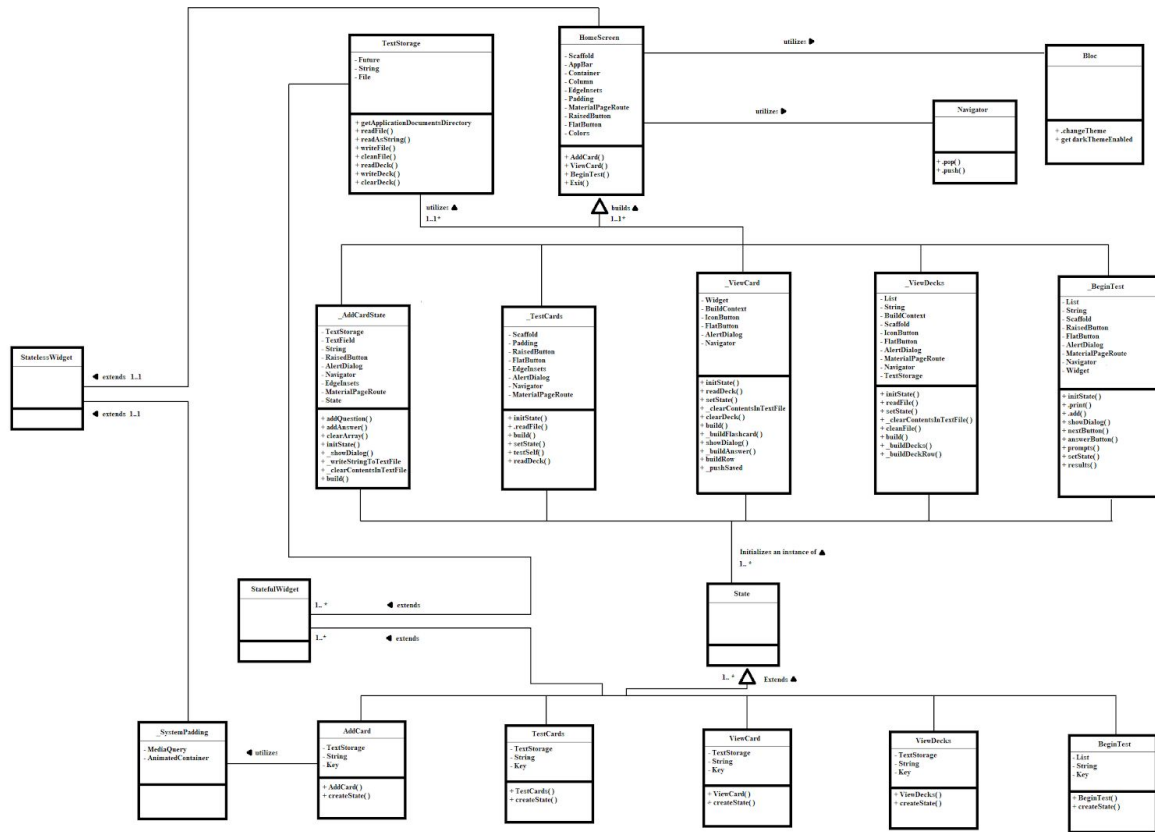 TextStorage
- Future
- String
- File
+ getApplicationDocumentsDirectory
+ readFile()
+ readAsString()
+ writeFile()
+ cleanFile()
+ readDeck()
+ writeDeck()
+ clearDeck()
HomeScreen
- Scaffold
- AppBar
- Container
- Column
- EdgeInsets
- Padding
- MaterialPageRoute
- RaisedButton
- FlatButton
- Colors
+ AddCard()
+ ViewCard()
+ BeginTest()
+ Exit()
utilizes
Bloc
+ .changeTheme
+ get darkThemeEnabled
utilizes
Navigator
+ .pop()
+ .push()
utilizes
1..1*
builds
1..1*
_AddCardState
- TextStorage
- TextField
- String
- RaisedButton
- AlertDialog
- Navigator
- EdgeInsets
- MaterialPageRoute
- State
+ addQuestion()
+ addAnswer()
+ clearArray()
+ initState()
+ _showDialog()
+ _writeStringToTextFile
+ _clearContentsInTextFile
+ build()
_TestCards
- Scaffold
- Padding
- RaisedButton
- FlatButton
- EdgeInsets
- AlertDialog
- Navigator
- MaterialPageRoute
+ initState()
+ .readFile()
+ build()
+ setState()
+ testSelf()
+ readDeck()
_ViewCard
- Widget
- BuildContext
- IconButton
- FlatButton
- AlertDialog
- Navigator
+ initState()
+ readDeck()
+ setState()
+ _clearContentsInTextFile
+ clearDeck()
+ build()
+ _buildFlashcard()
+ showDialog()
+ _buildAnswer()
+ buildRow
+ _pushSaved
_ViewDecks
- List
- String
- BuildContext
- Scaffold
- IconButton
- FlatButton
- AlertDialog
- MaterialPageRoute
- Navigator
- TextStorage
+ initState()
+ readFile()
+ setState()
+ _clearContentsInTextFile()
+ cleanFile()
+ build()
+ _buildDecks()
+ _buildDeckRow()
_BeginTest
- List
- String
- Scaffold
- RaisedButton
- FlatButton
- AlertDialog
- MaterialPageRoute
- Navigator
- Widget
+ initState()
+ .print()
+ .add()
+ showDialog()
+ nextButton()
+ answerButton()
+ prompts()
+ setState()
+ results()
StatelessWidget
extends 1..1
extends 1..1
Initializes an instance of
1.. *
StatefulWidget
1.. *
extends
1..*
extends
State
1.. *
Extends
_SystemPadding
- MediaQuery
- AnimatedContainer
utilizes
AddCard
- TextStorage
- String
- Key
+ AddCard()
+ createState()
TestCards
- TextStorage
- String
- Key
+ TestCards()
+ createState()
ViewCard
- TextStorage
- String
- Key
+ ViewCard()
+ createState()
ViewDecks
- TextStorage
- String
- Key
+ ViewDecks()
+ createState()
BeginTest
- List
- String
- Key
+ BeginTest()
+ createState()